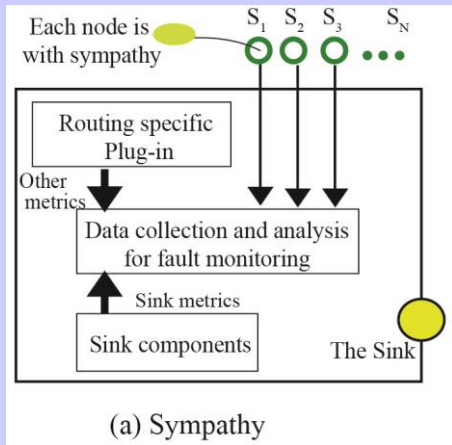 Each node is
with sympathy
S1 S2 S3 SN
Routing specific
Plug-in
Other
metrics
Data collection and analysis
for fault monitoring
Sink metrics
Sink components
The Sink
(a) Sympathy